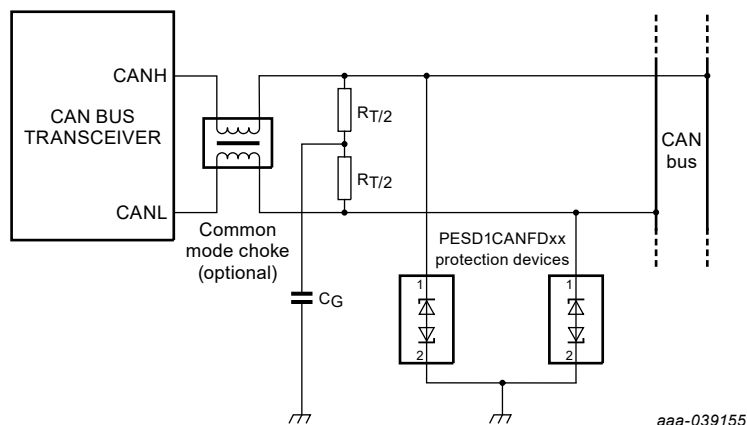 CANH
CAN BUS
TRANSCEIVER
CANL
Common
mode choke
(optional)
RT/2
RT/2
CG
PESD1CANFDxx
protection devices
1
2
1
2
CAN
bus
aaa-039155